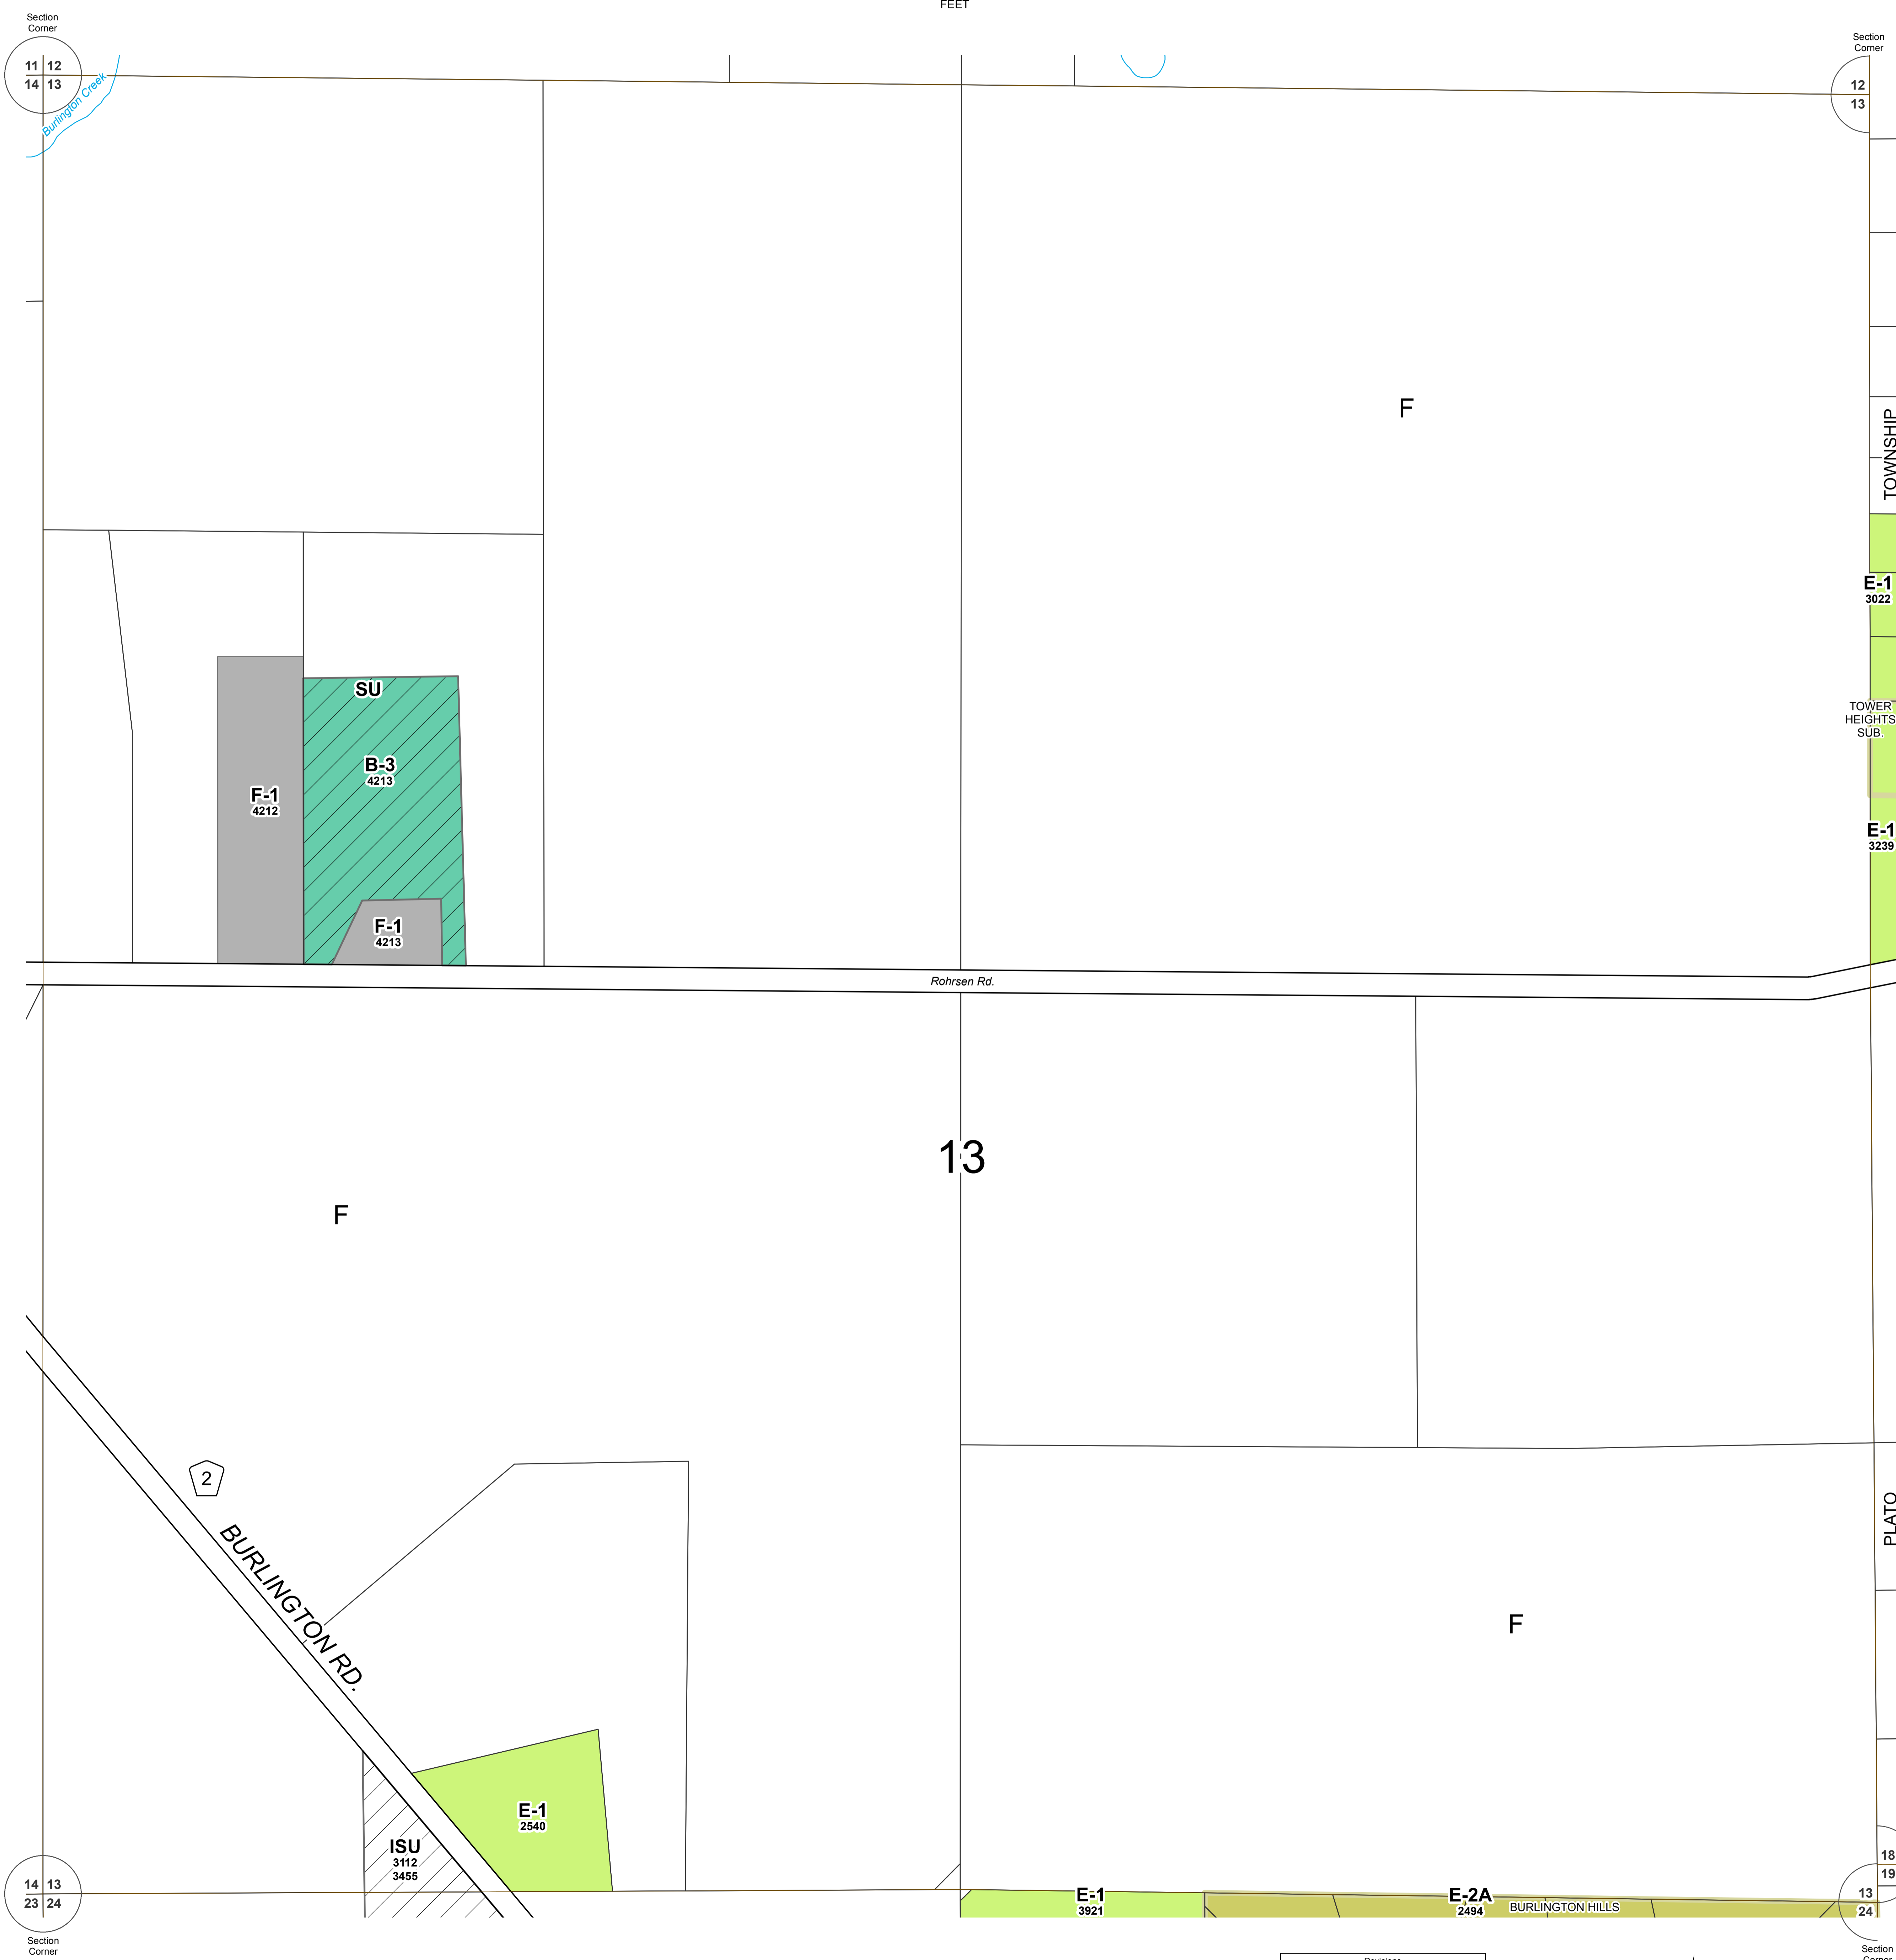 FEET
Section
Corner
Section
Corner
11 12
14 13
12
13
Burlington Creek
F
TOWNSHIP
E-1
3022
SU
TOWER
HEIGHTS
SUB.
B-3
4213
F-1
4212
E-1
3239
F-1
4213
Rohrsen Rd.
13
F
2
PLATO
BURLINGTON RD.
F
E-1
2540
ISU
3112
3455
18
19
14 13
23 24
E-1
3921
E-2A
2494
BURLINGTON HILLS
13
24
Section
Corner
Section
Corner
Revisions